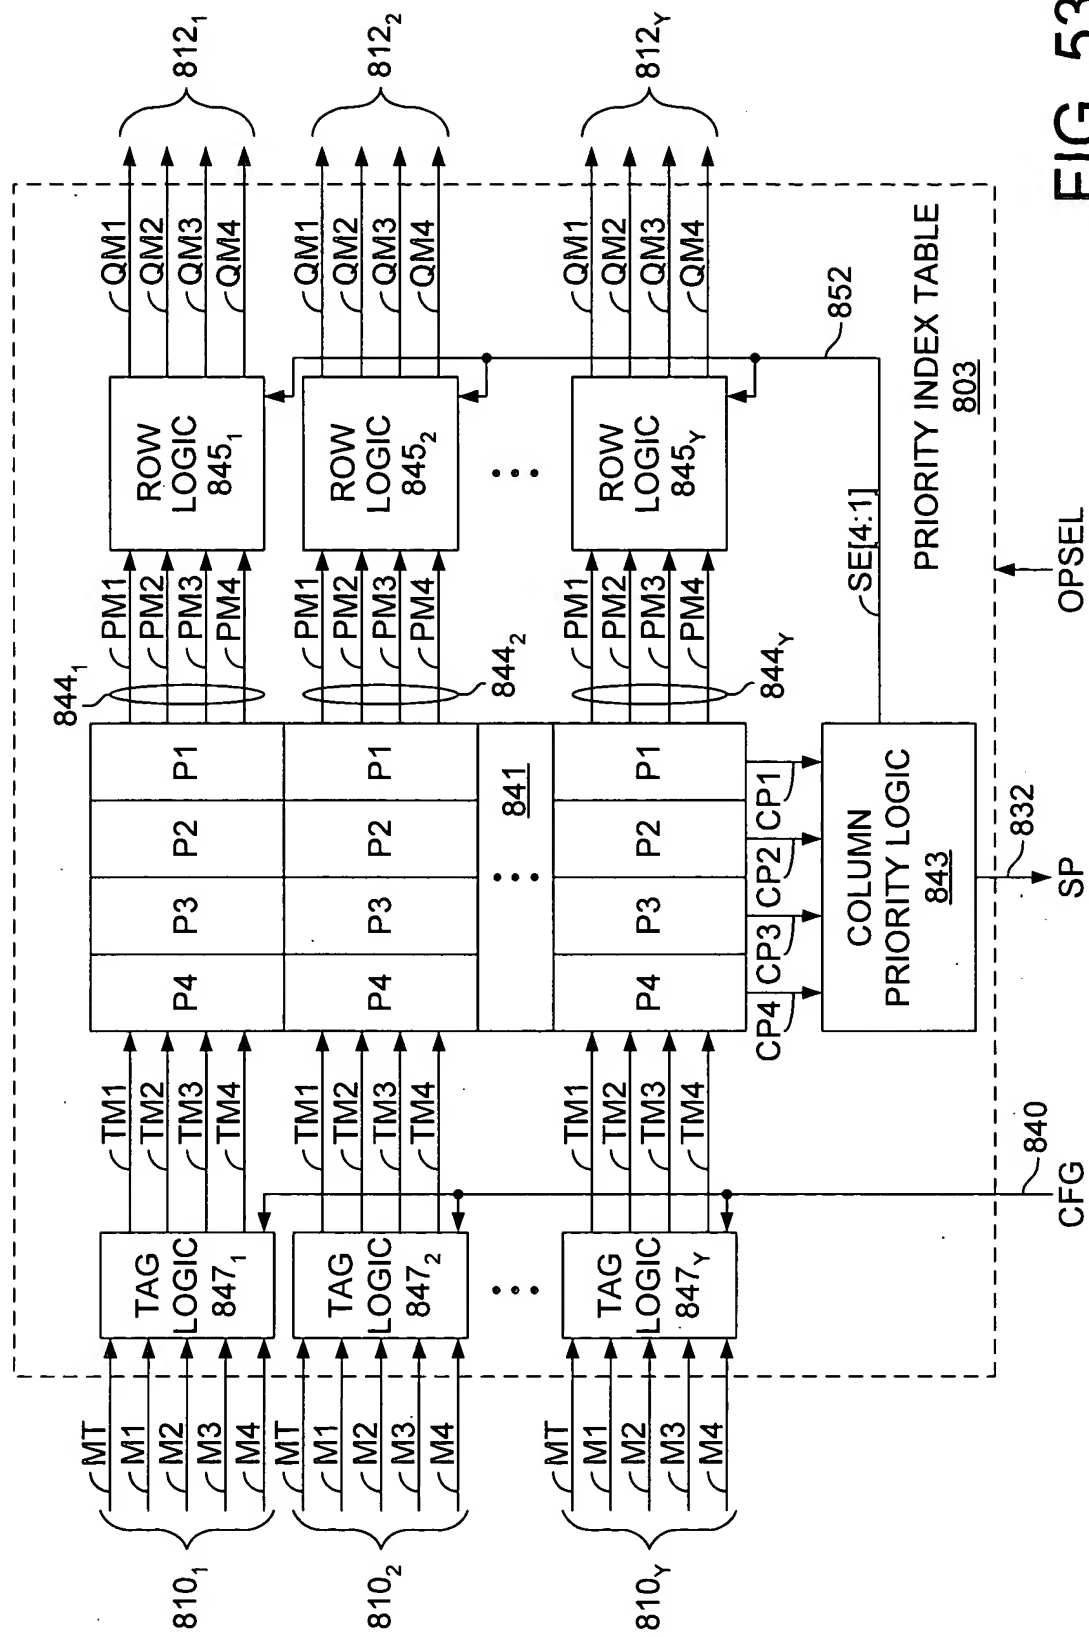 810₁
MT
M1
M2
M3
M4
TAG
LOGIC
847₁
TM1
TM2
TM3
TM4
P4
P3
P2
P1
844₁
PM1
PM2
PM3
PM4
ROW
LOGIC
845₁
QM1
QM2
QM3
QM4
812₁
810₂
MT
M1
M2
M3
M4
TAG
LOGIC
847₂
TM1
TM2
TM3
TM4
P4
P3
P2
P1
844₂
PM1
PM2
PM3
PM4
ROW
LOGIC
845₂
QM1
QM2
QM3
QM4
812₂
•••
•••
841
•••
810Y
MT
M1
M2
M3
M4
TAG
LOGIC
847Y
TM1
TM2
TM3
TM4
P4
P3
P2
P1
844Y
PM1
PM2
PM3
PM4
ROW
LOGIC
845Y
QM1
QM2
QM3
QM4
812Y
CP4
CP3
CP2
CP1
COLUMN
PRIORITY LOGIC
843
SE[4:1]
852
PRIORITY INDEX TABLE
803
840
CFG
832
SP
OPSEL
FIG 53